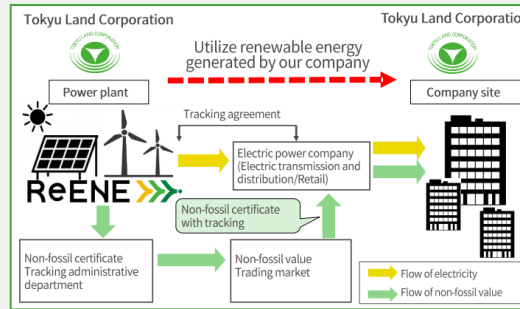 Tokyu Land Corporation
Tokyu Land Corporation
TOKYU LAND CORPORATION
TOKYU LAND CORPORATION
Utilize renewable energy
generated by our company
Power plant
Company site
Tracking agreement
Electric power company
(Electric transmission and
distribution/Retail)
ReENE
Non-fossil certificate
with tracking
Non-fossil certificate
Tracking administrative
department
Non-fossil value
Trading market
Flow of electricity
Flow of non-fossil value